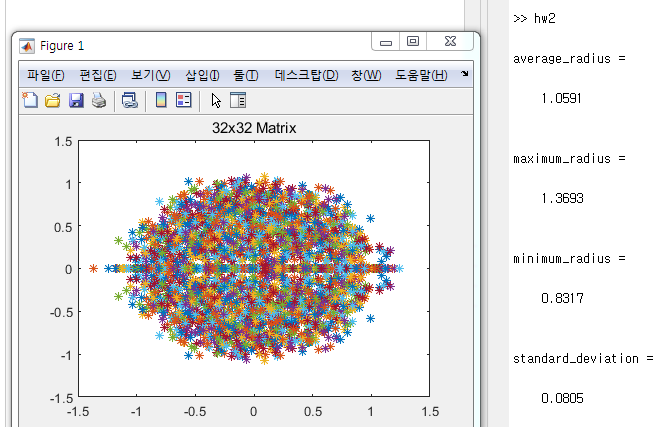 Figure 1
파일(F) 편집(E) 보기(V) 삽입(I) 툴(T) 데스크탑(D) 창(W) 도움말(H)
32x32 Matrix
1.5
1
0.5
0
-0.5
-1
-1.5
-1.5 -1 -0.5 0 0.5 1 1.5
>> hw2
average_radius =
1.0591
maximum_radius =
1.3693
minimum_radius =
0.8317
standard_deviation =
0.0805